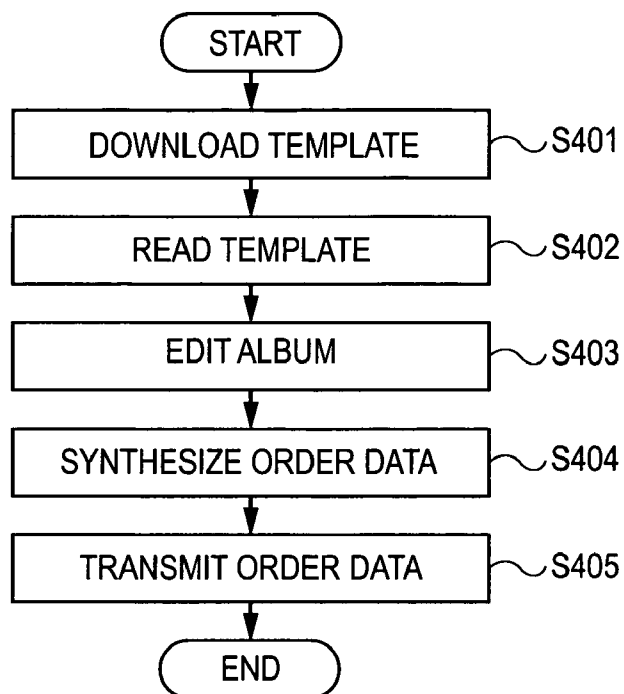 START
DOWNLOAD TEMPLATE S401
READ TEMPLATE S402
EDIT ALBUM S403
SYNTHESIZE ORDER DATA S404
TRANSMIT ORDER DATA S405
END